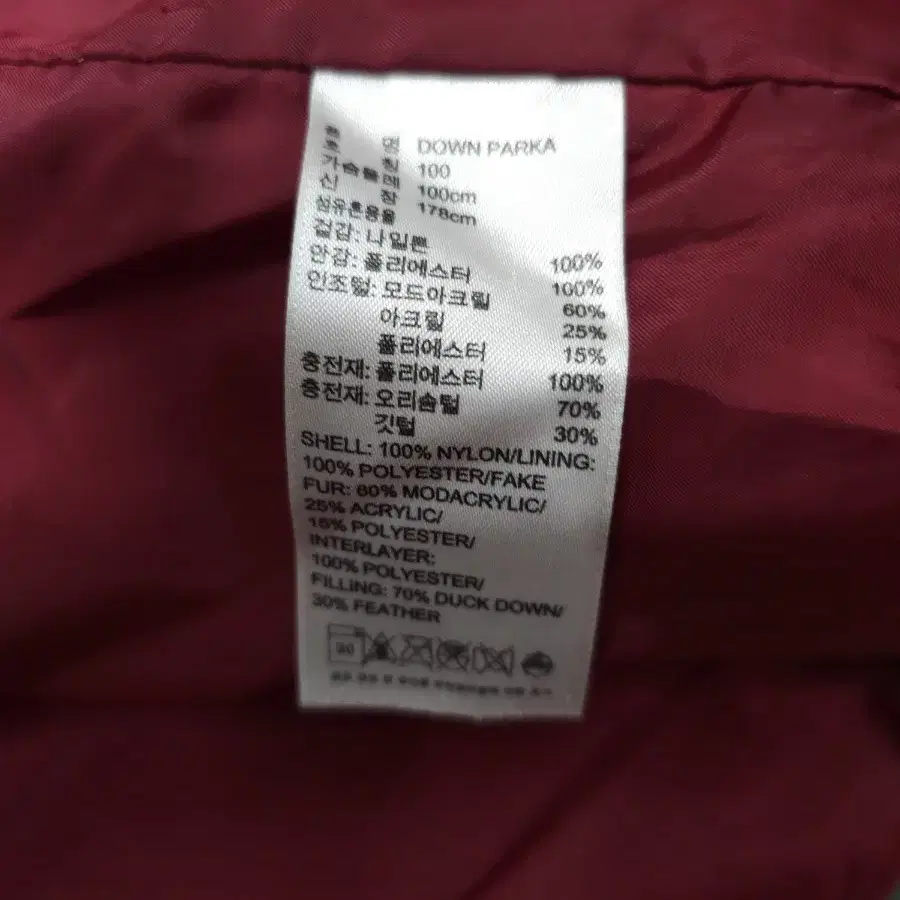 품 명 DOWN PARKA
호 칭 100
가슴둘레 100cm
신 장 178cm
섬유혼용율
겉감: 나일론 100%
안감: 폴리에스터 100%
인조털: 모드아크릴 60%
아크릴 25%
폴리에스터 15%
충전재: 폴리에스터 100%
충전재: 오리솜털 70%
깃털 30%
SHELL: 100% NYLON/LINING:
100% POLYESTER/FAKE
FUR: 60% MODACRYLIC/
25% ACRYLIC/
15% POLYESTER/
INTERLAYER:
100% POLYESTER/
FILLING: 70% DUCK DOWN/
30% FEATHER
30